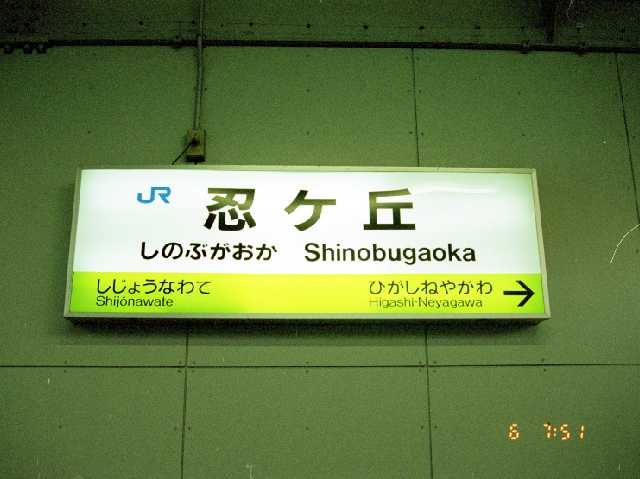 JR 忍ケ丘
しのぶがおか Shinobugaoka
しじょうなわて ひがしねやがわ →
Shijōnawate Higashi-Neyagawa
6 7:51